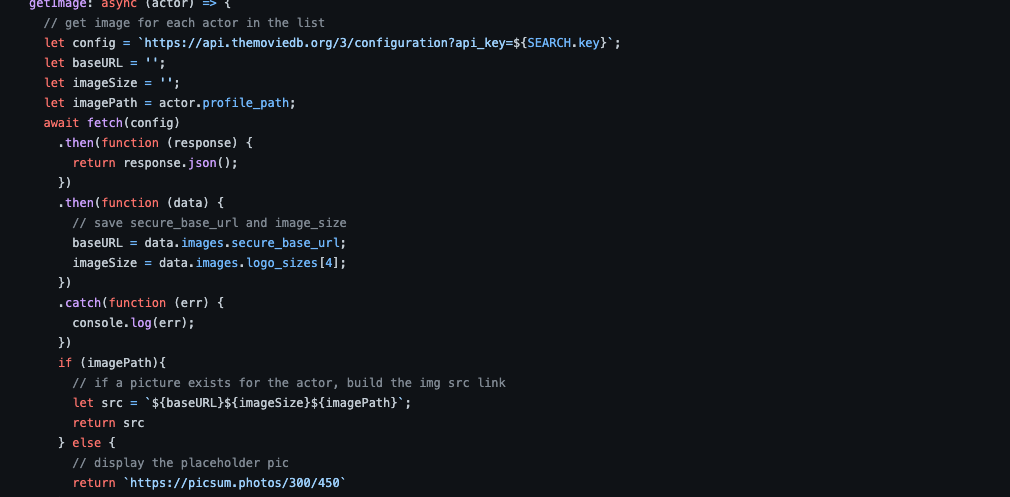 getImage: async (actor) => {
// get image for each actor in the list
let config = `https://api.themoviedb.org/3/configuration?api_key=${SEARCH.key}`;
let baseURL = '';
let imageSize = '';
let imagePath = actor.profile_path;
await fetch(config)
.then(function (response) {
return response.json();
})
.then(function (data) {
// save secure_base_url and image_size
baseURL = data.images.secure_base_url;
imageSize = data.images.logo_sizes[4];
})
.catch(function (err) {
console.log(err);
})
if (imagePath){
// if a picture exists for the actor, build the img src link
let src = `${baseURL}${imageSize}${imagePath}`;
return src
} else {
// display the placeholder pic
return `https://picsum.photos/300/450`